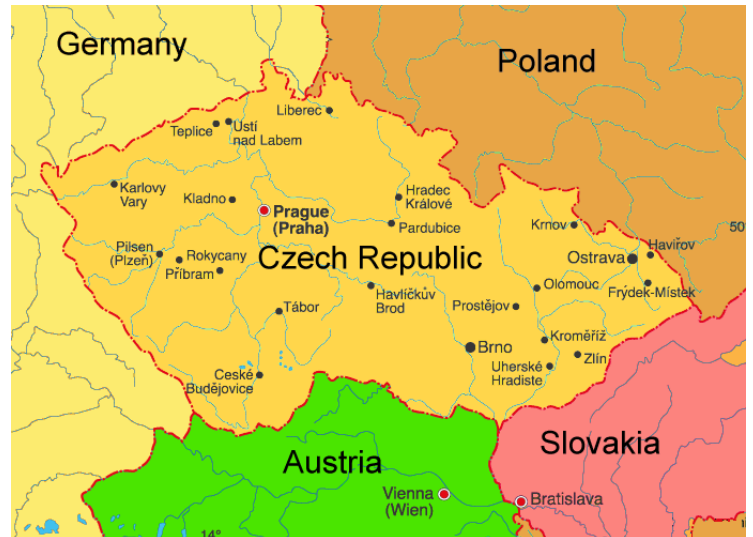 Germany
Poland
Liberec
Teplice
Ústí
nad Labem
Karlovy
Vary
Kladno
Hradec
Králové
Prague
(Praha)
Pardubice
Krnov
50°
Pilsen
(Plzeň)
Rokycany
Příbram
Czech Republic
Ostrava
Havířov
Frýdek-Místek
Havlíčkův
Brod
Olomouc
Prostějov
Tábor
Kroměříž
Brno
Zlín
Uherské
Hradiste
České
Budějovice
Slovakia
Austria
Vienna
(Wien)
Bratislava
14°